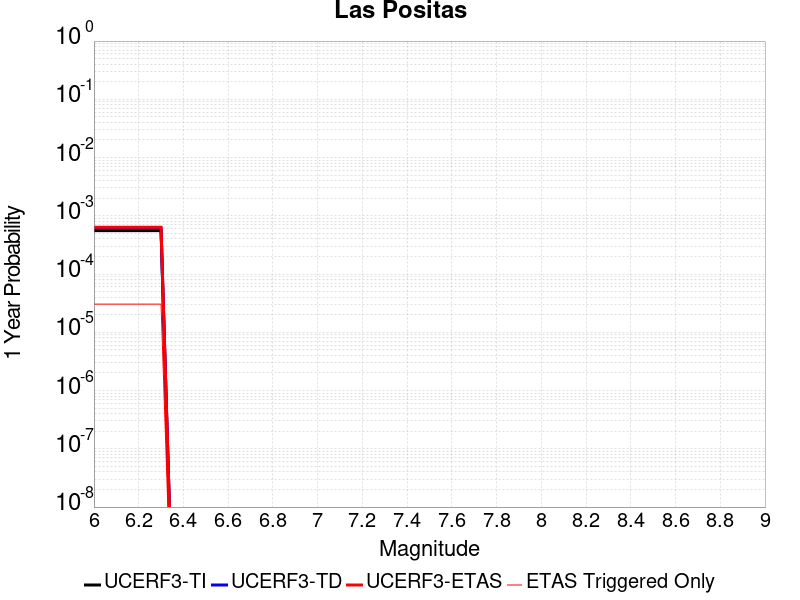 Las Positas
10^0
10^-1
10^-2
10^-3
10^-4
10^-5
10^-6
10^-7
10^-8
1 Year Probability
6 6.2 6.4 6.6 6.8 7 7.2 7.4 7.6 7.8 8 8.2 8.4 8.6 8.8 9
Magnitude
UCERF3-TI UCERF3-TD UCERF3-ETAS ETAS Triggered Only